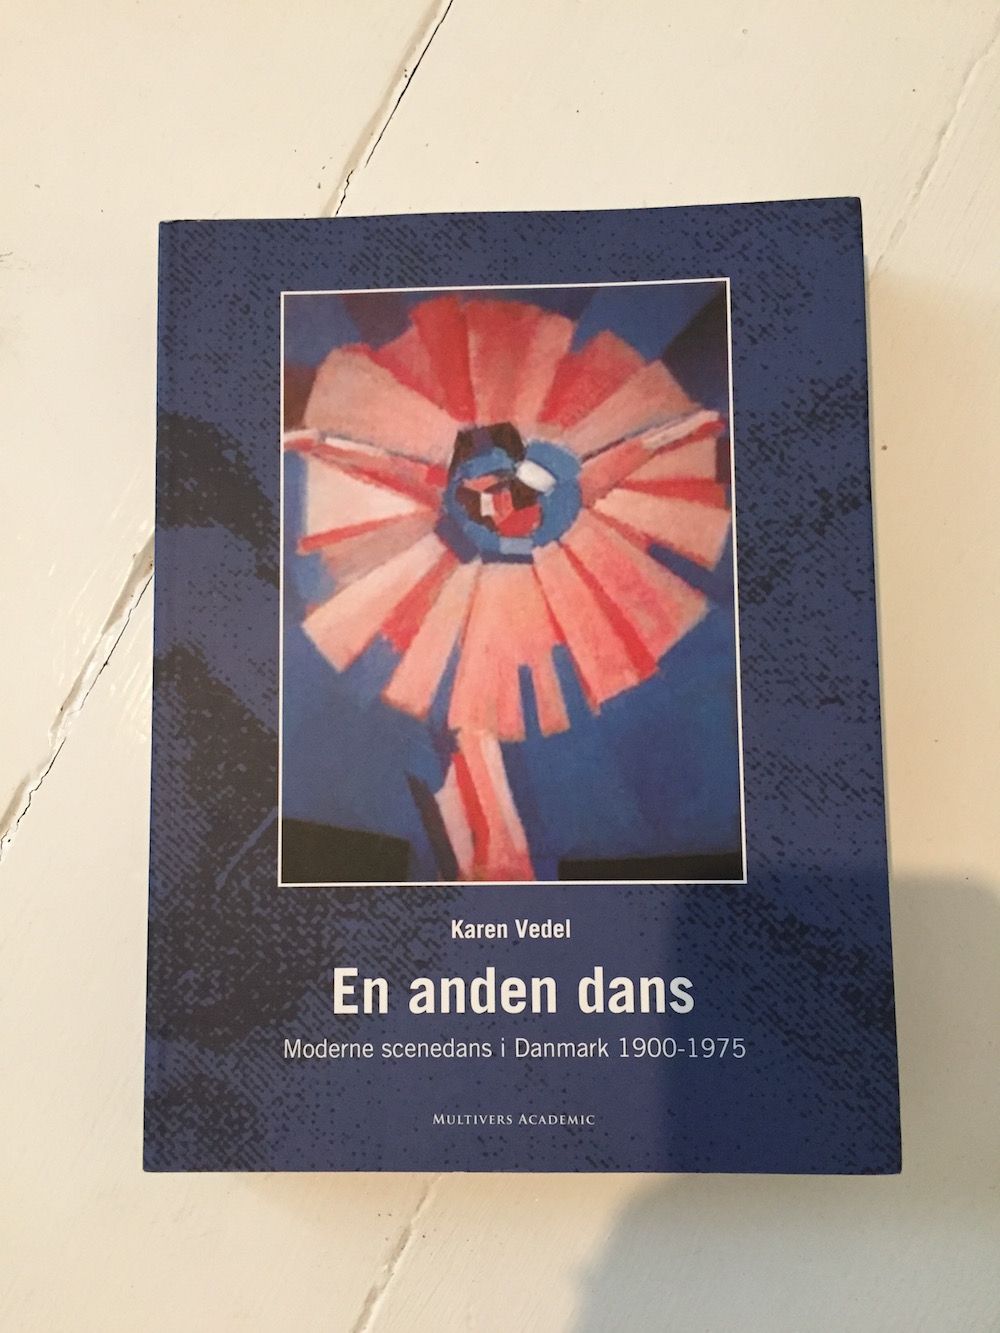 Karen Vedel
En anden dans
Moderne scenedans i Danmark 1900-1975
MULTIVERS ACADEMIC